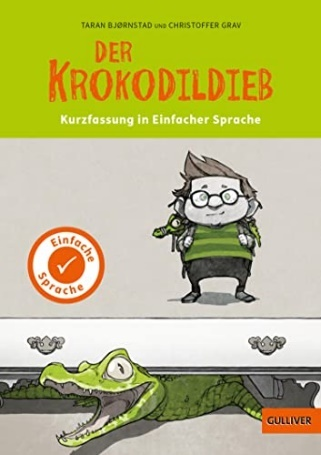 TARAN BJØRNSTAD UND CHRISTOFFER GRAV
DER
KROKODILDIEB
Kurzfassung in Einfacher Sprache
Einfache
Sprache
GULLIVER